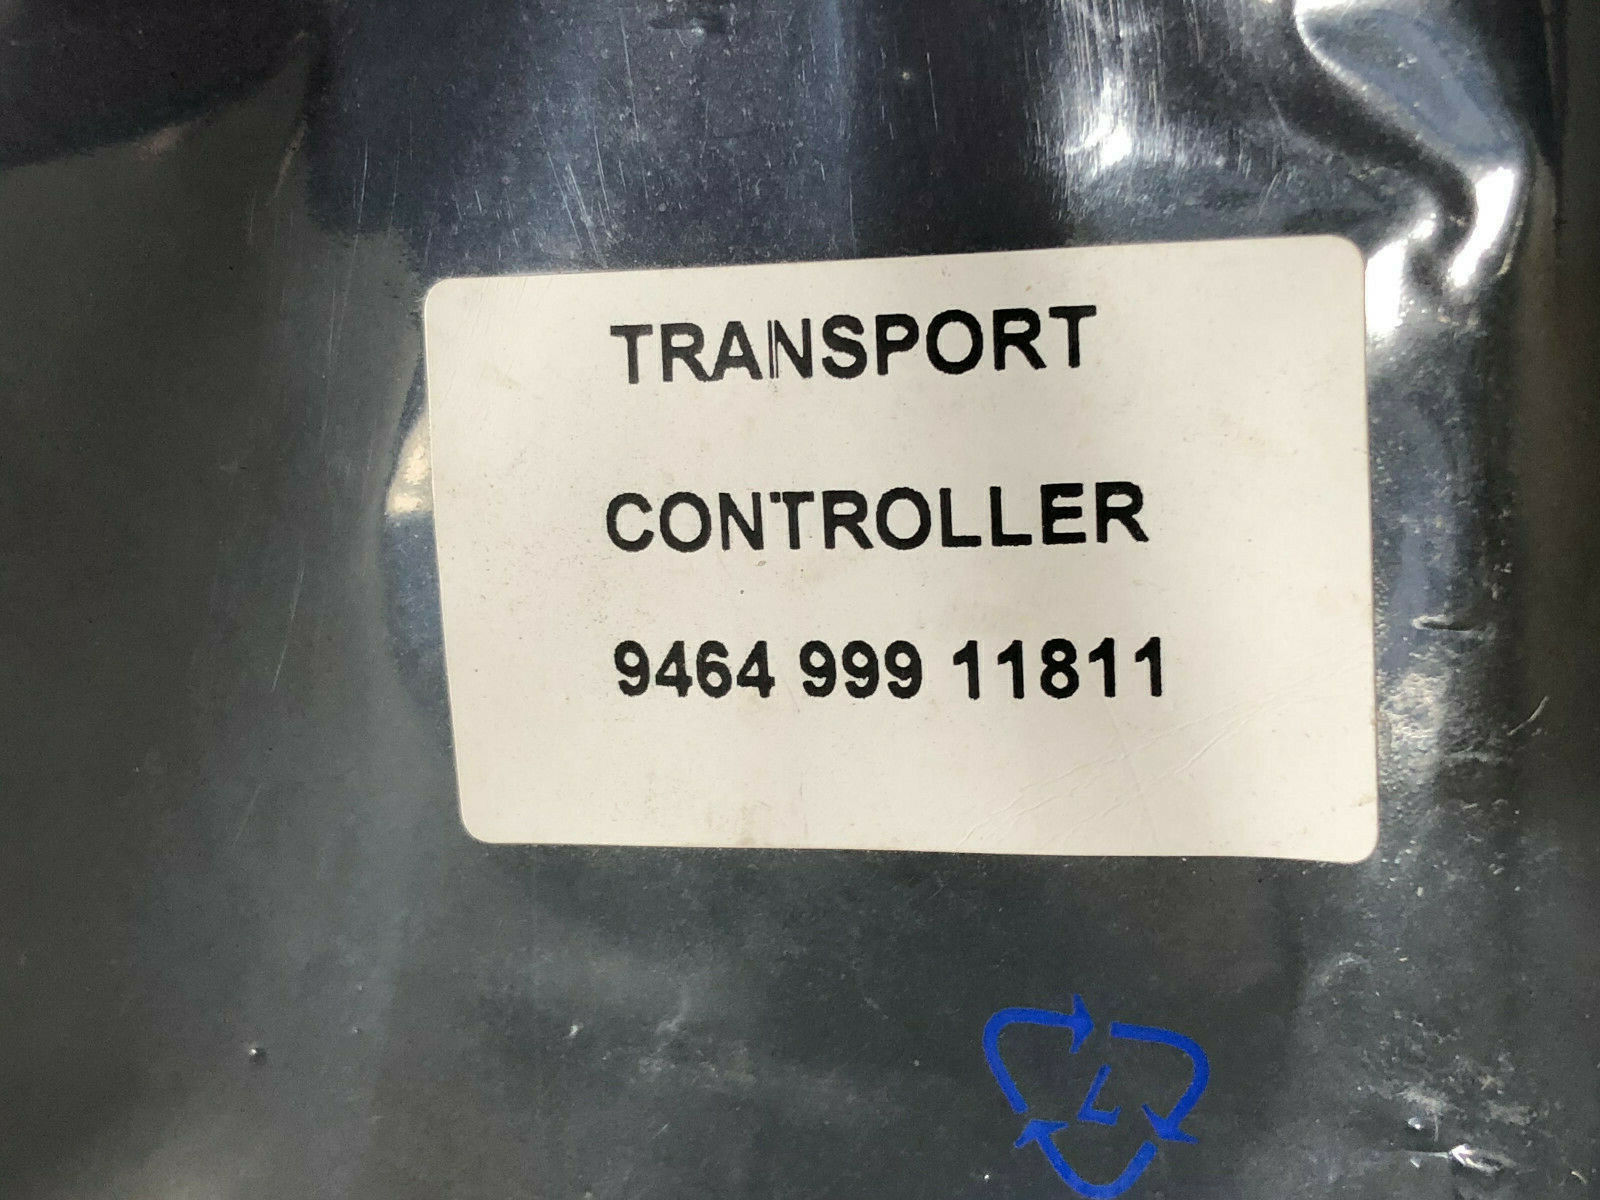 TRANSPORT
CONTROLLER
9464 999 11811
L